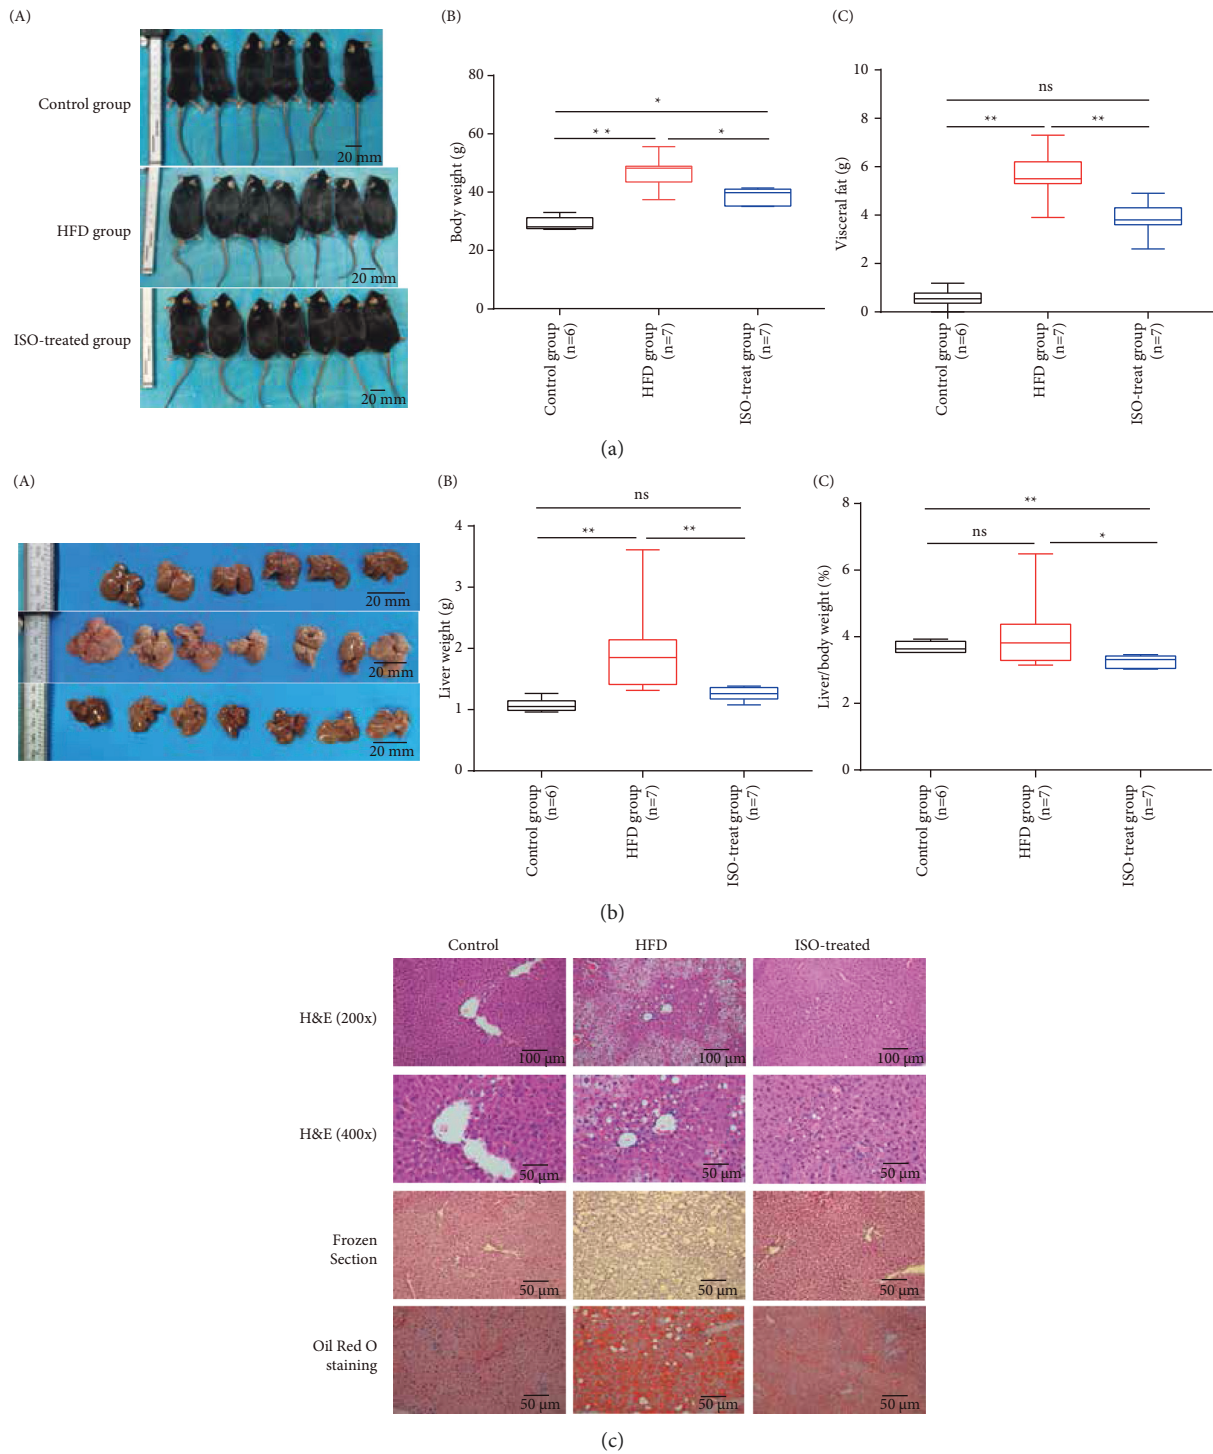 (A)
Control group
20 mm
HFD group
20 mm
ISO-treated group
20 mm
(B)
Body weight (g)
80
60
40
20
0
*
* *
*
Control group
(n=6)
HFD group
(n=7)
ISO-treat group
(n=7)
(C)
Visceral fat (g)
10
8
6
4
2
0
ns
**
**
Control group
(n=6)
HFD group
(n=7)
ISO-treat group
(n=7)
(a)
(A)
20 mm
20 mm
20 mm
(B)
Liver weight (g)
4
3
2
1
0
ns
**
**
Control group
(n=6)
HFD group
(n=7)
ISO-treat group
(n=7)
(C)
Liver/body weight (%)
8
6
4
2
0
**
ns
*
Control group
(n=6)
HFD group
(n=7)
ISO-treat group
(n=7)
(b)
Control HFD ISO-treated
H&E (200x)
100 µm 100 µm 100 µm
H&E (400x)
50 µm 50 µm 50 µm
Frozen
Section
50 µm 50 µm 50 µm
Oil Red O
staining
50 µm 50 µm 50 µm
(c)